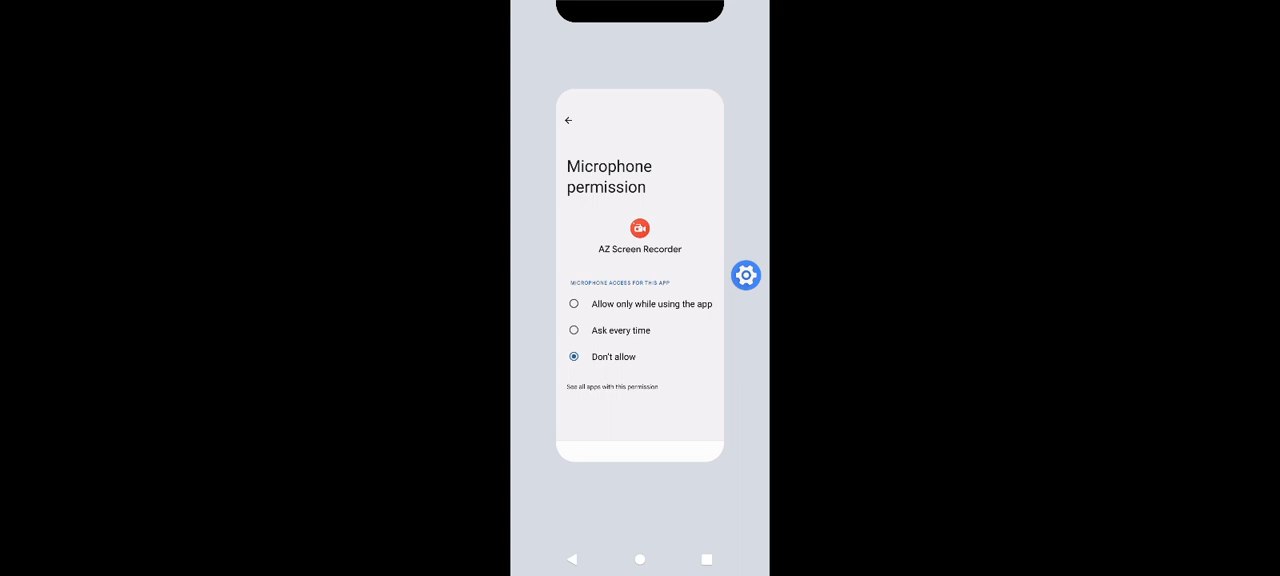 Microphone
permission
AZ Screen Recorder
MICROPHONE ACCESS FOR THIS APP
Allow only while using the app
Ask every time
Don't allow
See all apps with this permission